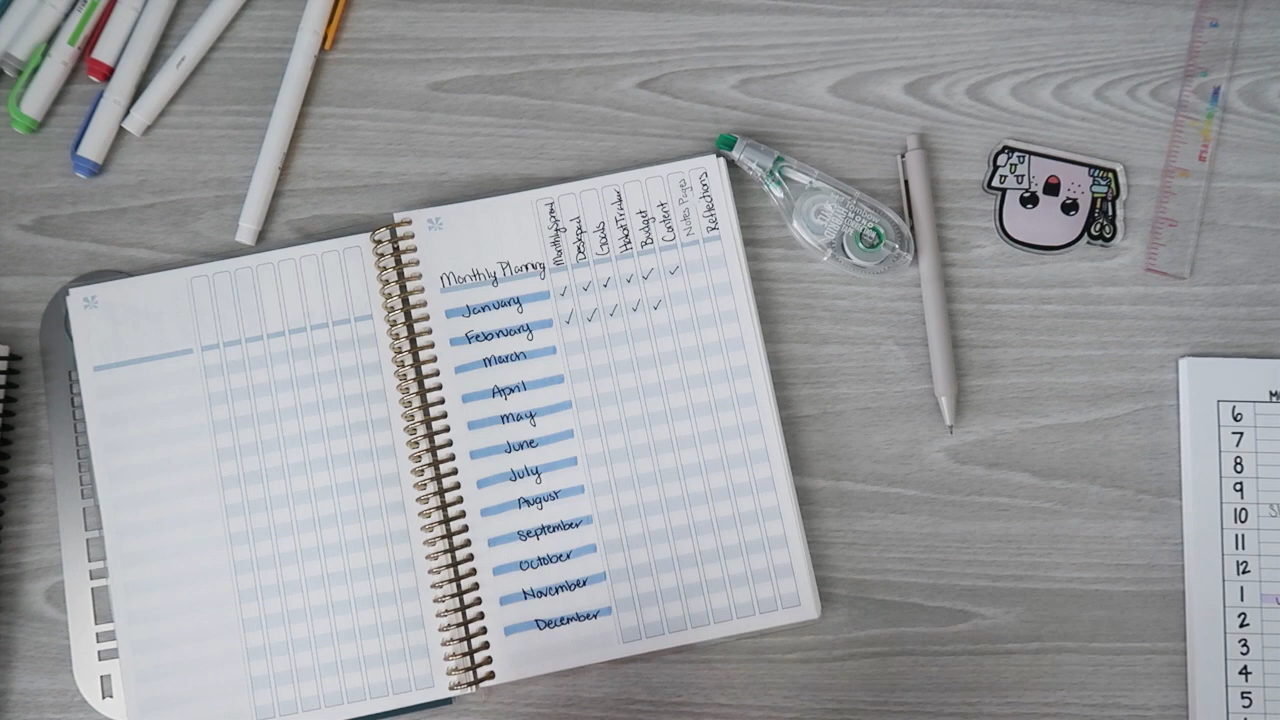 Monthly Spread
Deskpad
Goals
Habit Tracker
Budget
Content
Notes Pages
Reflections
Monthly Planning
January ✓ ✓ ✓ ✓ ✓ ✓
February ✓ ✓ ✓ ✓ ✓
March
April
May
June
July
August
September
October
November
December
6
7
8
9
10
11
12
1
2
3
4
5